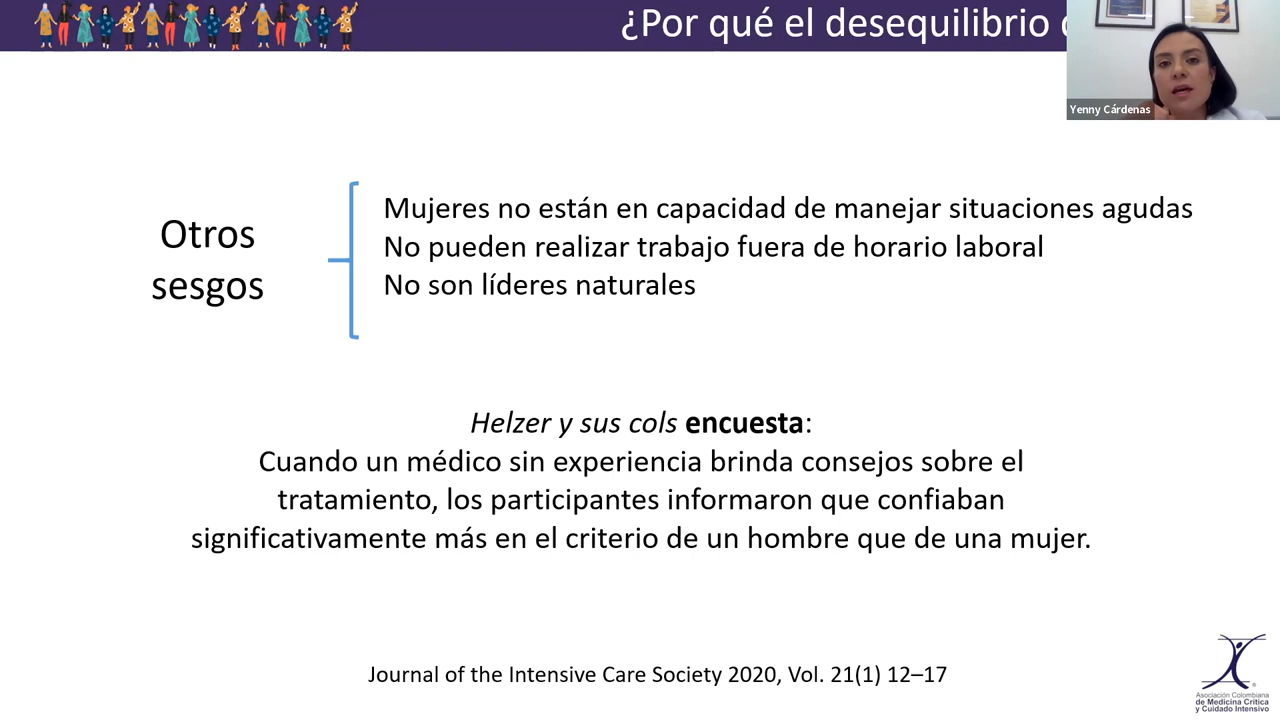 ¿Por qué el desequilibrio
Yenny Cárdenas
Otros
sesgos
Mujeres no están en capacidad de manejar situaciones agudas
No pueden realizar trabajo fuera de horario laboral
No son líderes naturales
Helzer y sus cols encuesta:
Cuando un médico sin experiencia brinda consejos sobre el
tratamiento, los participantes informaron que confiaban
significativamente más en el criterio de un hombre que de una mujer.
Journal of the Intensive Care Society 2020, Vol. 21(1) 12–17
Asociación Colombiana
de Medicina Crítica
y Cuidado Intensivo